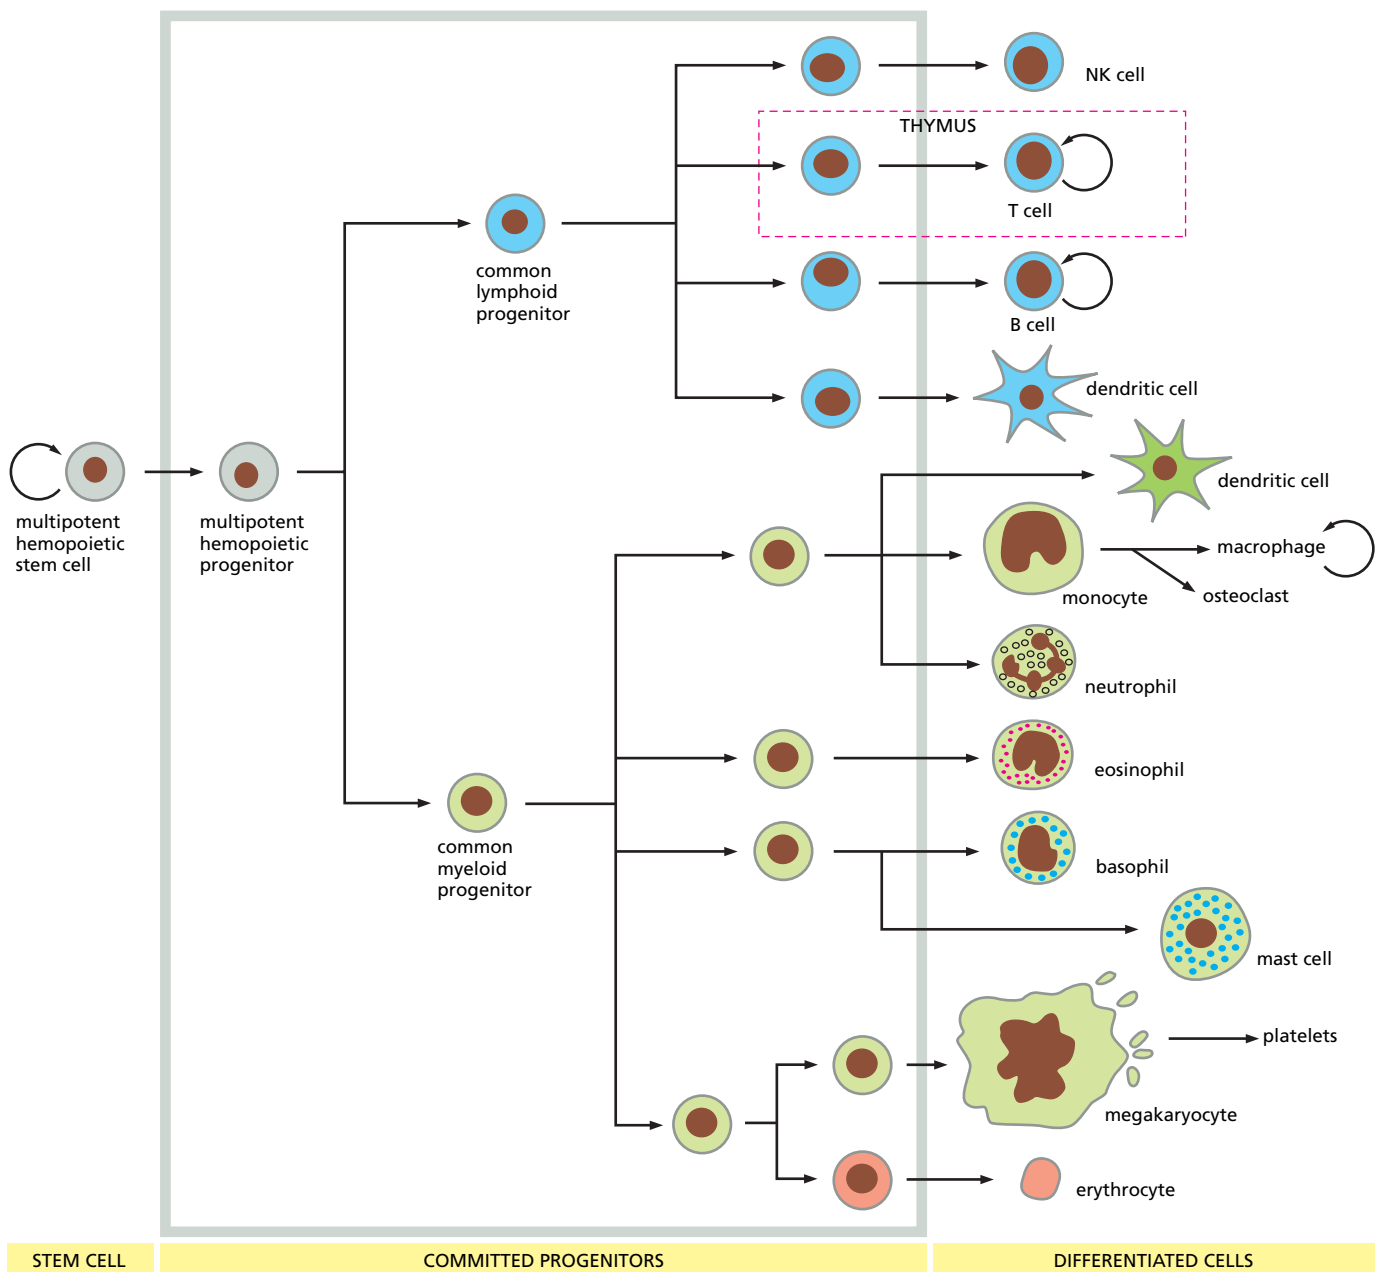 NK cell
THYMUS
T cell
common
lymphoid
progenitor
B cell
dendritic cell
dendritic cell
multipotent
hemopoietic
stem cell
multipotent
hemopoietic
progenitor
macrophage
monocyte
osteoclast
neutrophil
eosinophil
common
myeloid
progenitor
basophil
mast cell
platelets
megakaryocyte
erythrocyte
STEM CELL
COMMITTED PROGENITORS
DIFFERENTIATED CELLS